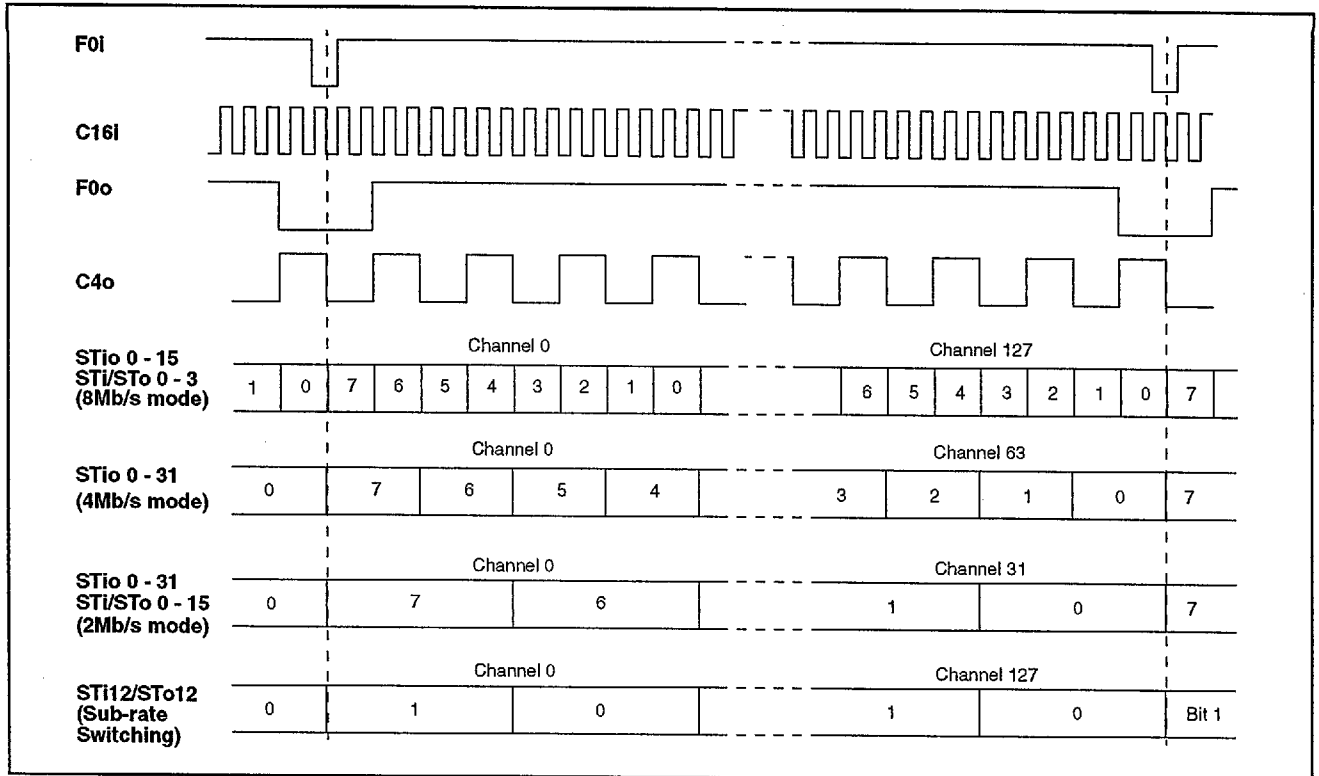 F0i
C16i
F0o
C4o
STio 0 - 15
STi/STo 0 - 3
(8Mb/s mode)
Channel 0
Channel 127
1 0 7 6 5 4 3 2 1 0 6 5 4 3 2 1 0 7
STio 0 - 31
(4Mb/s mode)
Channel 0
Channel 63
0 7 6 5 4 3 2 1 0 7
STio 0 - 31
STi/STo 0 - 15
(2Mb/s mode)
Channel 0
Channel 31
0 7 6 1 0 7
STi12/STo12
(Sub-rate
Switching)
Channel 0
Channel 127
0 1 0 1 0 Bit 1